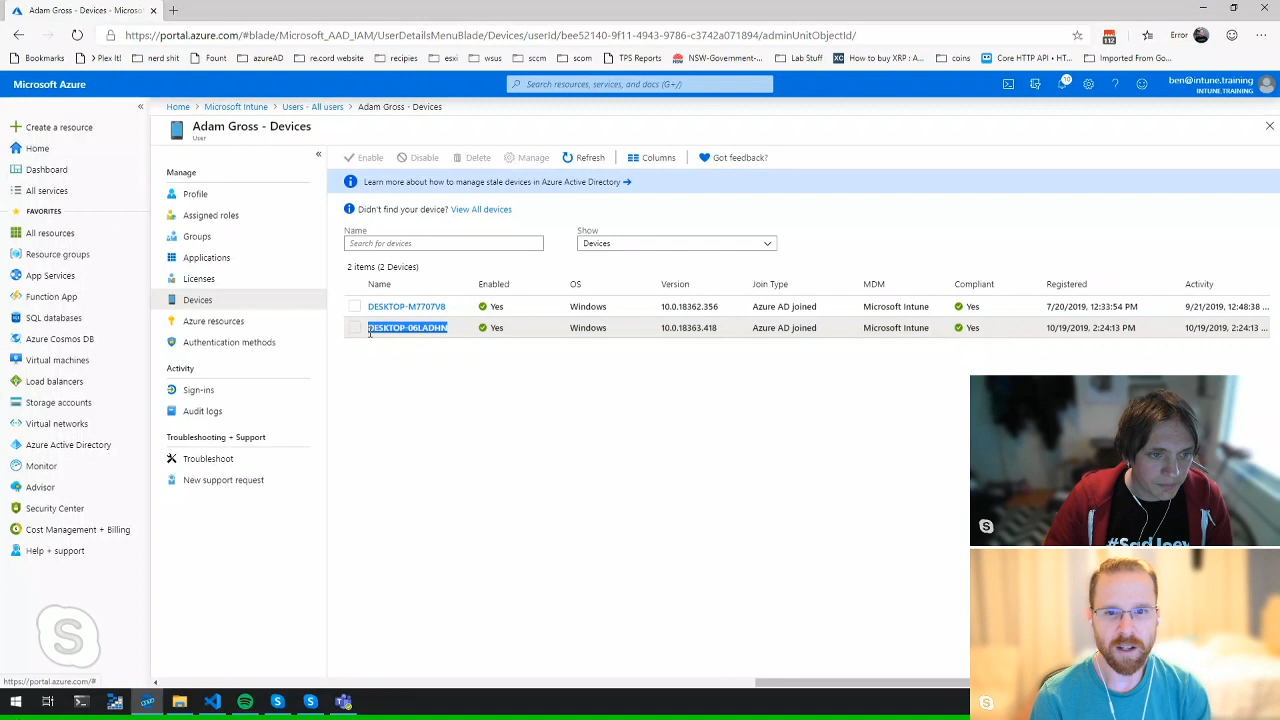 Adam Gross - Devices - Microsoft
https://portal.azure.com/#blade/Microsoft_AAD_IAM/UserDetailsMenuBlade/Devices/userId/bee52140-9f11-4943-9786-c3742a071894/adminUnitObjectId/
112
Error
Bookmarks
> Plex It!
nerd shit
Fount
azureAD
re.cord website
recipies
esxi
wsus
sccm
scom
TPS Reports
NSW-Government-...
Lab Stuff
How to buy XRP : A...
coins
Core HTTP API • HT...
Imported From Go...
Microsoft Azure
Search resources, services, and docs (G+/)
10
ben@intune.training
INTUNE.TRAINING
Home
Microsoft Intune
Users - All users
Adam Gross - Devices
Create a resource
Home
Dashboard
All services
FAVORITES
All resources
Resource groups
App Services
Function App
SQL databases
Azure Cosmos DB
Virtual machines
Load balancers
Storage accounts
Virtual networks
Azure Active Directory
Monitor
Advisor
Security Center
Cost Management + Billing
Help + support
https://portal.azure.com/#
Adam Gross - Devices
User
Manage
Profile
Assigned roles
Groups
Applications
Licenses
Devices
Azure resources
Authentication methods
Activity
Sign-ins
Audit logs
Troubleshooting + Support
Troubleshoot
New support request
Enable
Disable
Delete
Manage
Refresh
Columns
Got feedback?
Learn more about how to manage stale devices in Azure Active Directory
Didn't find your device? View All devices
Name
Search for devices
Show
Devices
2 items (2 Devices)
Name Enabled OS Version Join Type MDM Compliant Registered Activity
DESKTOP-M7707V8 Yes Windows 10.0.18362.356 Azure AD joined Microsoft Intune Yes 7/20/2019, 12:33:54 PM 9/21/2019, 12:48:38 ...
DESKTOP-06LADHN Yes Windows 10.0.18363.418 Azure AD joined Microsoft Intune Yes 10/19/2019, 2:24:13 PM 10/19/2019, 2:24:13 ...